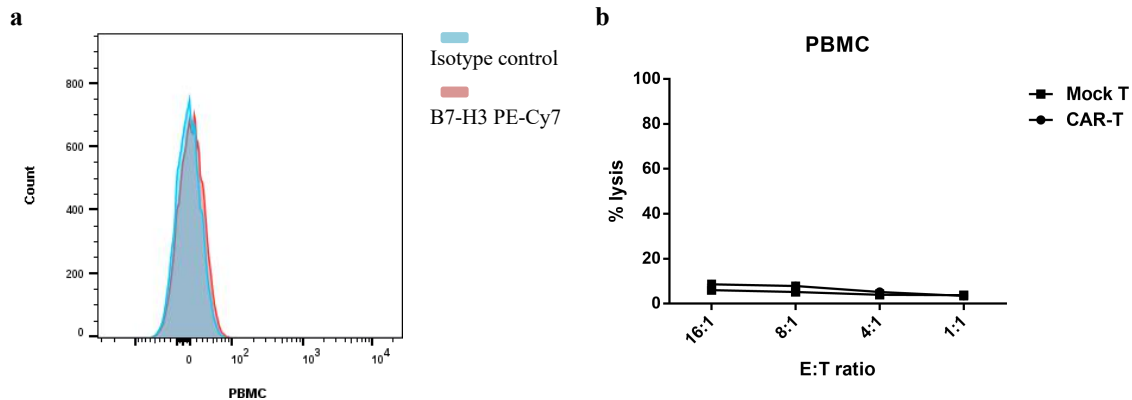 a
Isotype control
B7-H3 PE-Cy7
Count
800
600
400
200
0
0
10²
10³
10⁴
PBMC
b
PBMC
Mock T
CAR-T
% lysis
100
80
60
40
20
0
16:1
8:1
4:1
1:1
E:T ratio